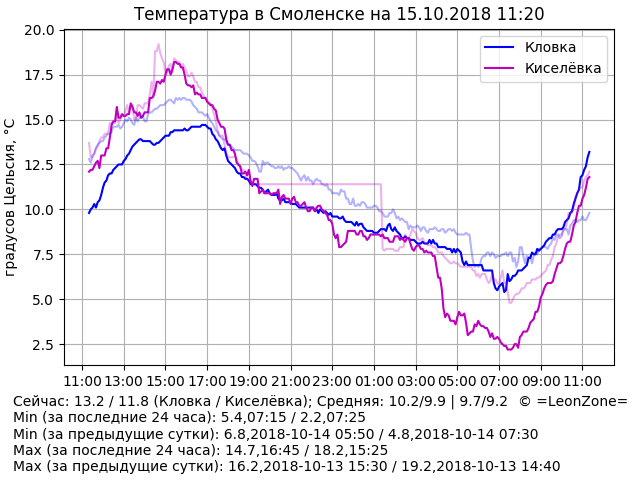 Температура в Смоленске на 15.10.2018 11:20
Кловка
Киселёвка
градусов Цельсия, °C
20.0
17.5
15.0
12.5
10.0
7.5
5.0
2.5
11:00 13:00 15:00 17:00 19:00 21:00 23:00 01:00 03:00 05:00 07:00 09:00 11:00
Сейчас: 13.2 / 11.8 (Кловка / Киселёвка); Средняя: 10.2/9.9 | 9.7/9.2 © =LeonZone=
Min (за последние 24 часа): 5.4,07:15 / 2.2,07:25
Min (за предыдущие сутки): 6.8,2018-10-14 05:50 / 4.8,2018-10-14 07:30
Max (за последние 24 часа): 14.7,16:45 / 18.2,15:25
Max (за предыдущие сутки): 16.2,2018-10-13 15:30 / 19.2,2018-10-13 14:40